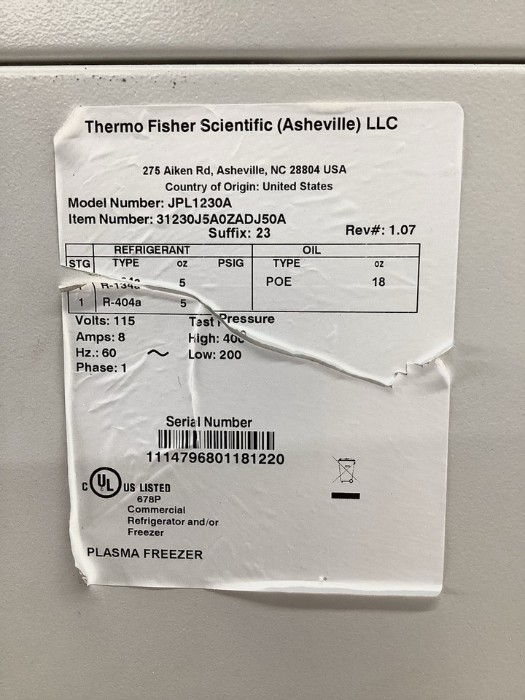 Thermo Fisher Scientific (Asheville) LLC
275 Aiken Rd, Asheville, NC 28804 USA
Country of Origin: United States
Model Number: JPL1230A
Item Number: 31230J5A0ZADJ50A
Suffix: 23 Rev#: 1.07
REFRIGERANT OIL
STG TYPE oz PSIG TYPE oz
R-134a 5 POE 18
1 R-404a 5
Volts: 115 Test Pressure
Amps: 8 High: 400
Hz.: 60 ~ Low: 200
Phase: 1
Serial Number
1114796801181220
C UL US LISTED
678P
Commercial
Refrigerator and/or
Freezer
PLASMA FREEZER